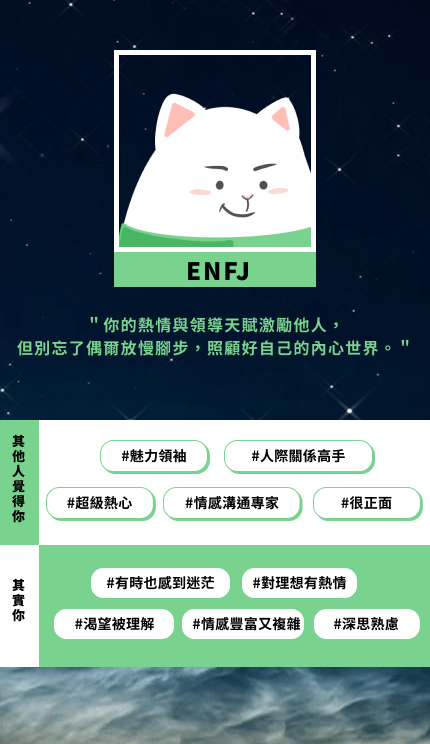 ENFJ
"你的熱情與領導天賦激勵他人，
但別忘了偶爾放慢腳步，照顧好自己的內心世界。"
其他人覺得你
#魅力領袖 #人際關係高手
#超級熱心 #情感溝通專家 #很正面
其實你
#有時也感到迷茫 #對理想有熱情
#渴望被理解 #情感豐富又複雜 #深思熟慮